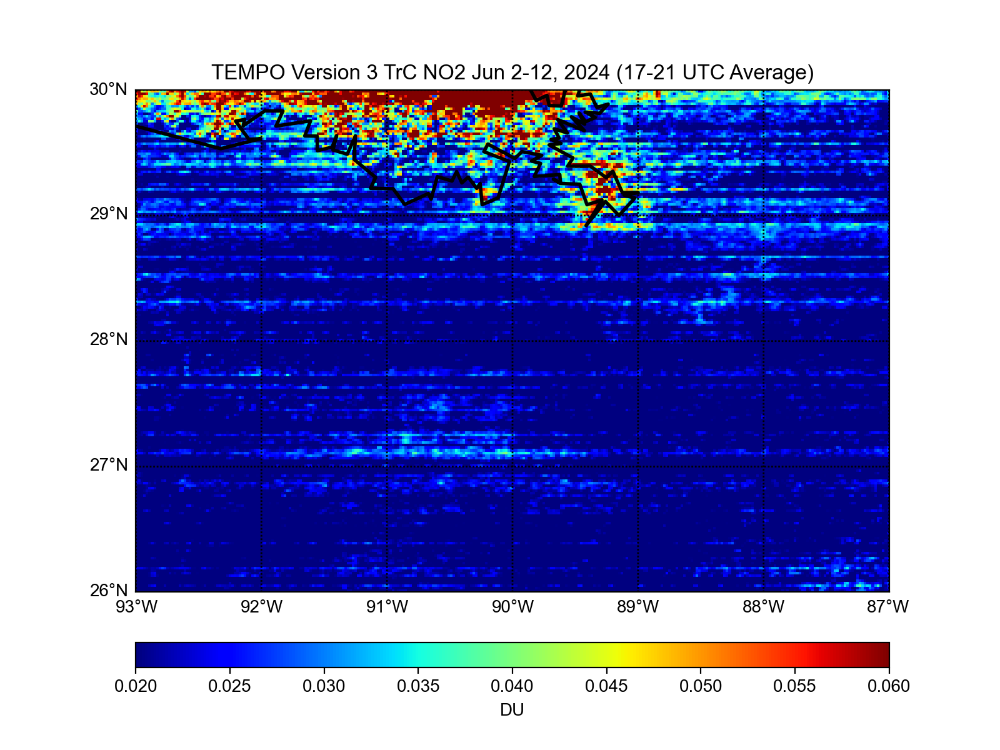 TEMPO Version 3 TrC NO2 Jun 2-12, 2024 (17-21 UTC Average)
30°N
29°N
28°N
27°N
26°N
93°W 92°W 91°W 90°W 89°W 88°W 87°W
0.020 0.025 0.030 0.035 0.040 0.045 0.050 0.055 0.060
DU